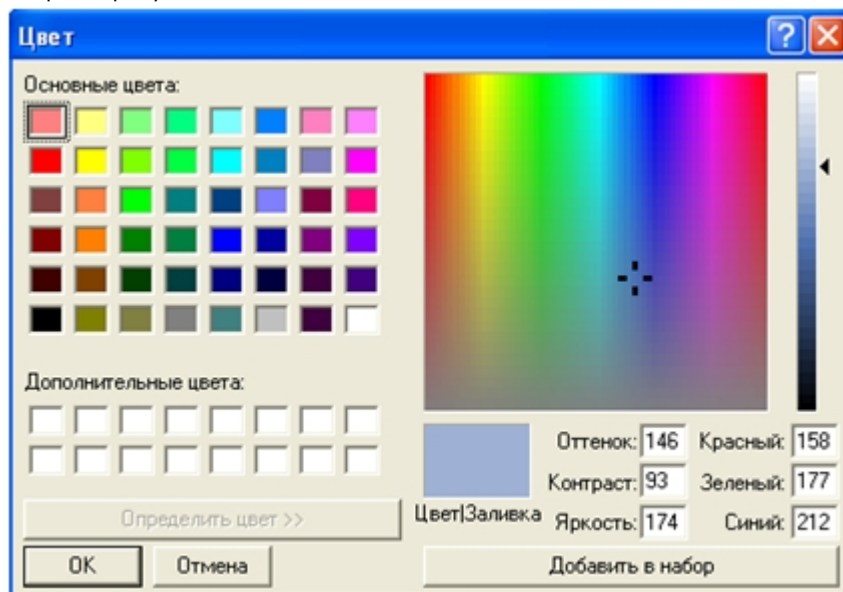 Цвет
Основные цвета:
Дополнительные цвета:
Определить цвет >>
OK Отмена
Цвет|Заливка
Оттенок: 146 Красный: 158
Контраст: 93 Зеленый: 177
Яркость: 174 Синий: 212
Добавить в набор